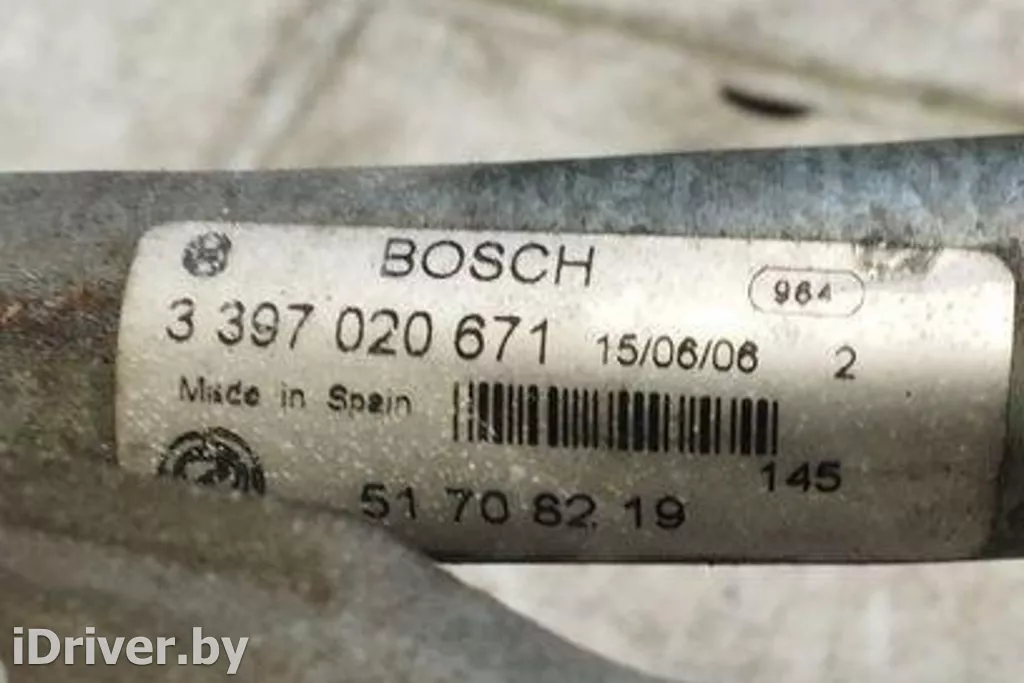 BOSCH
964
3 397 020 671 15/06/06 2
Made in Spain
145
51 70 62 19
iDriver.by